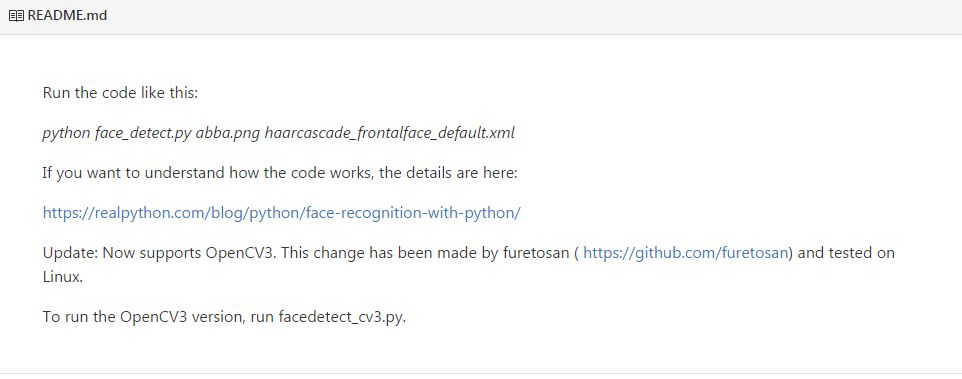 README.md
Run the code like this:
python face_detect.py abba.png haarcascade_frontalface_default.xml
If you want to understand how the code works, the details are here:
https://realpython.com/blog/python/face-recognition-with-python/
Update: Now supports OpenCV3. This change has been made by furetosan ( https://github.com/furetosan) and tested on
Linux.
To run the OpenCV3 version, run facedetect_cv3.py.